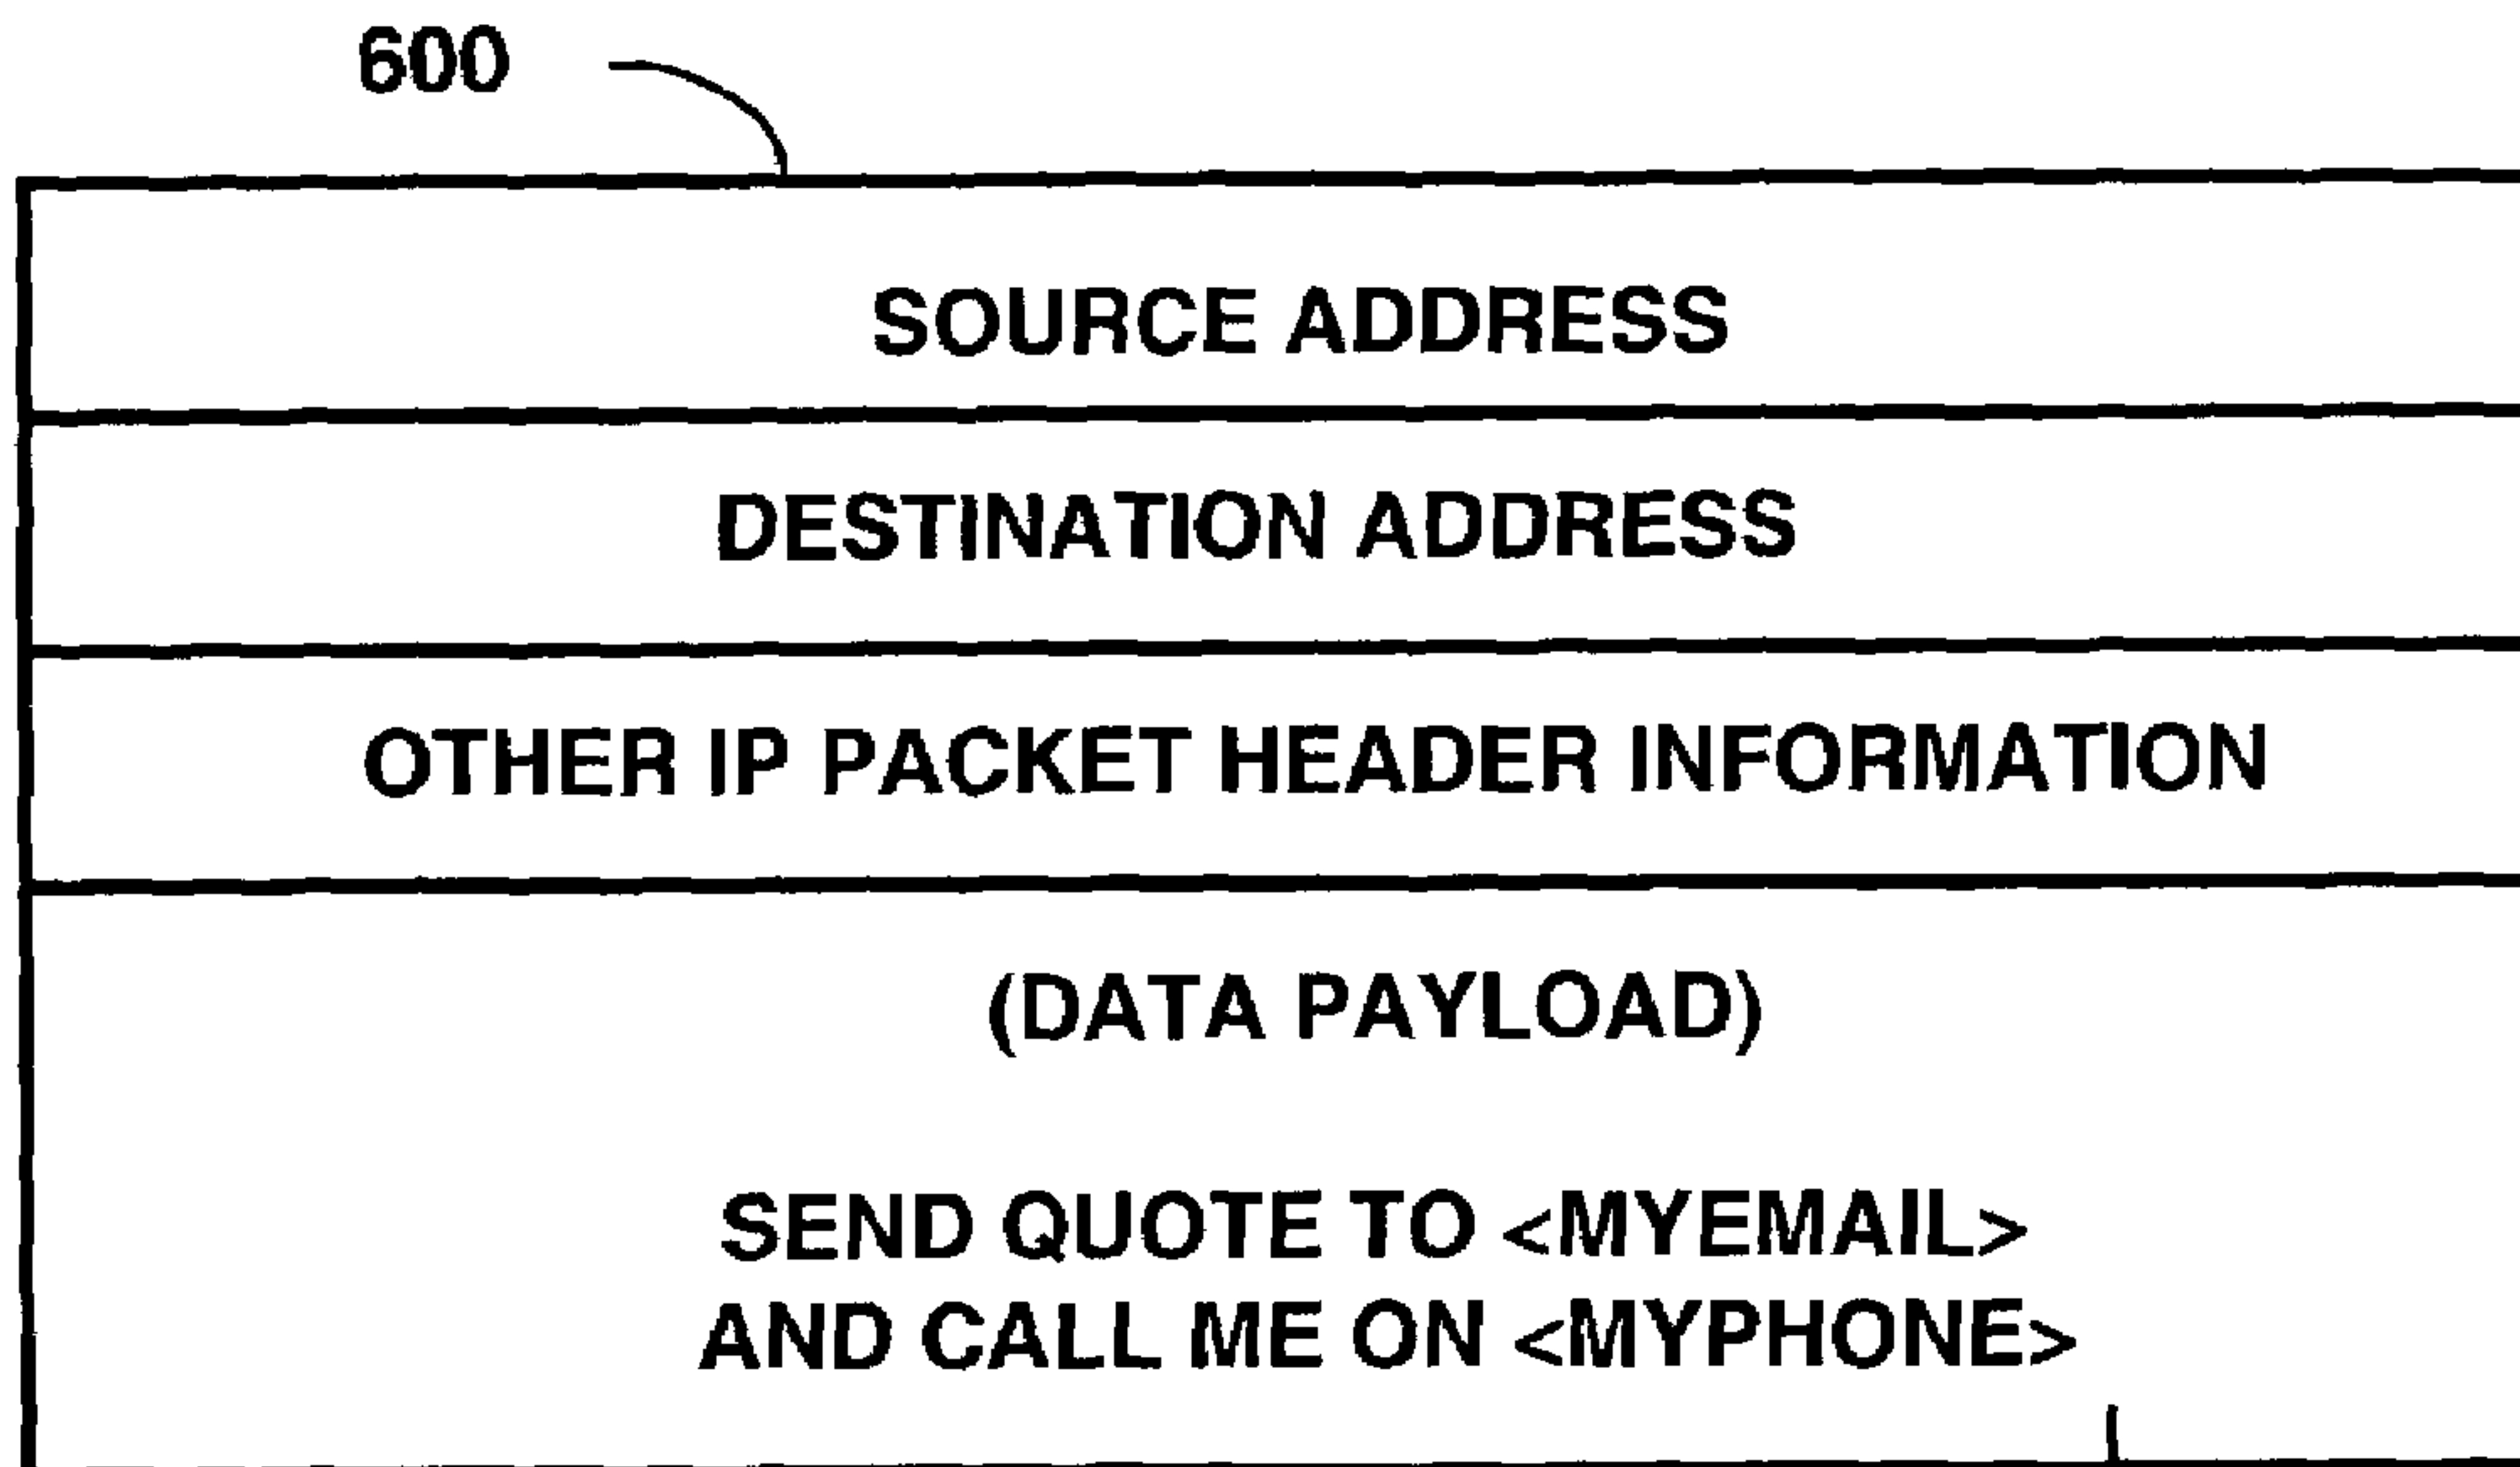 600
SOURCE ADDRESS
DESTINATION ADDRESS
OTHER IP PACKET HEADER INFORMATION
(DATA PAYLOAD)
SEND QUOTE TO <MYEMAIL>
AND CALL ME ON <MYPHONE>